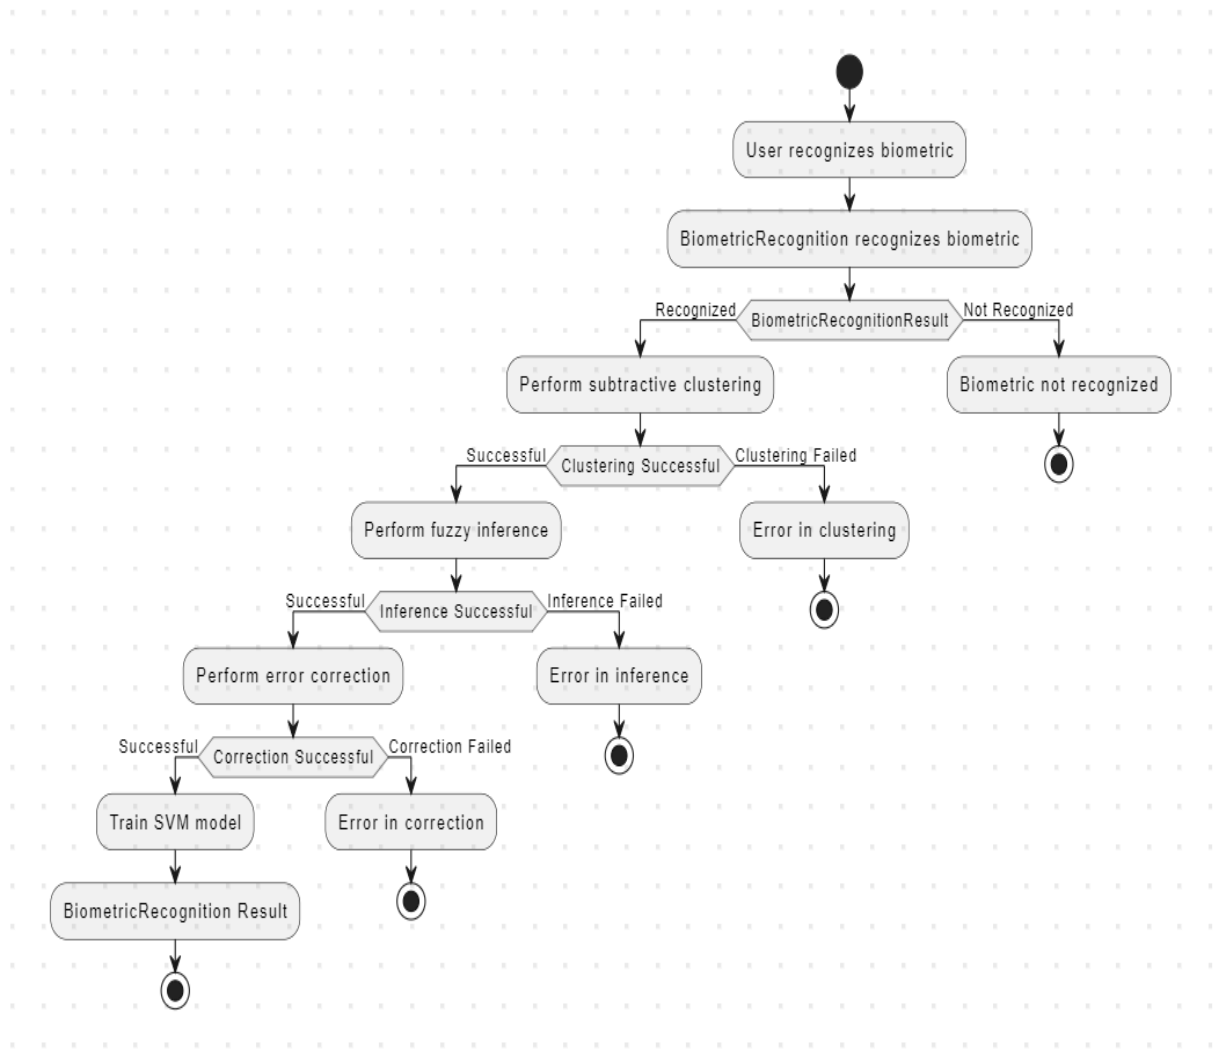 User recognizes biometric
BiometricRecognition recognizes biometric
Recognized
BiometricRecognitionResult
Not Recognized
Perform subtractive clustering
Biometric not recognized
Successful
Clustering Successful
Clustering Failed
Perform fuzzy inference
Error in clustering
Successful
Inference Successful
Inference Failed
Perform error correction
Error in inference
Successful
Correction Successful
Correction Failed
Train SVM model
Error in correction
BiometricRecognition Result